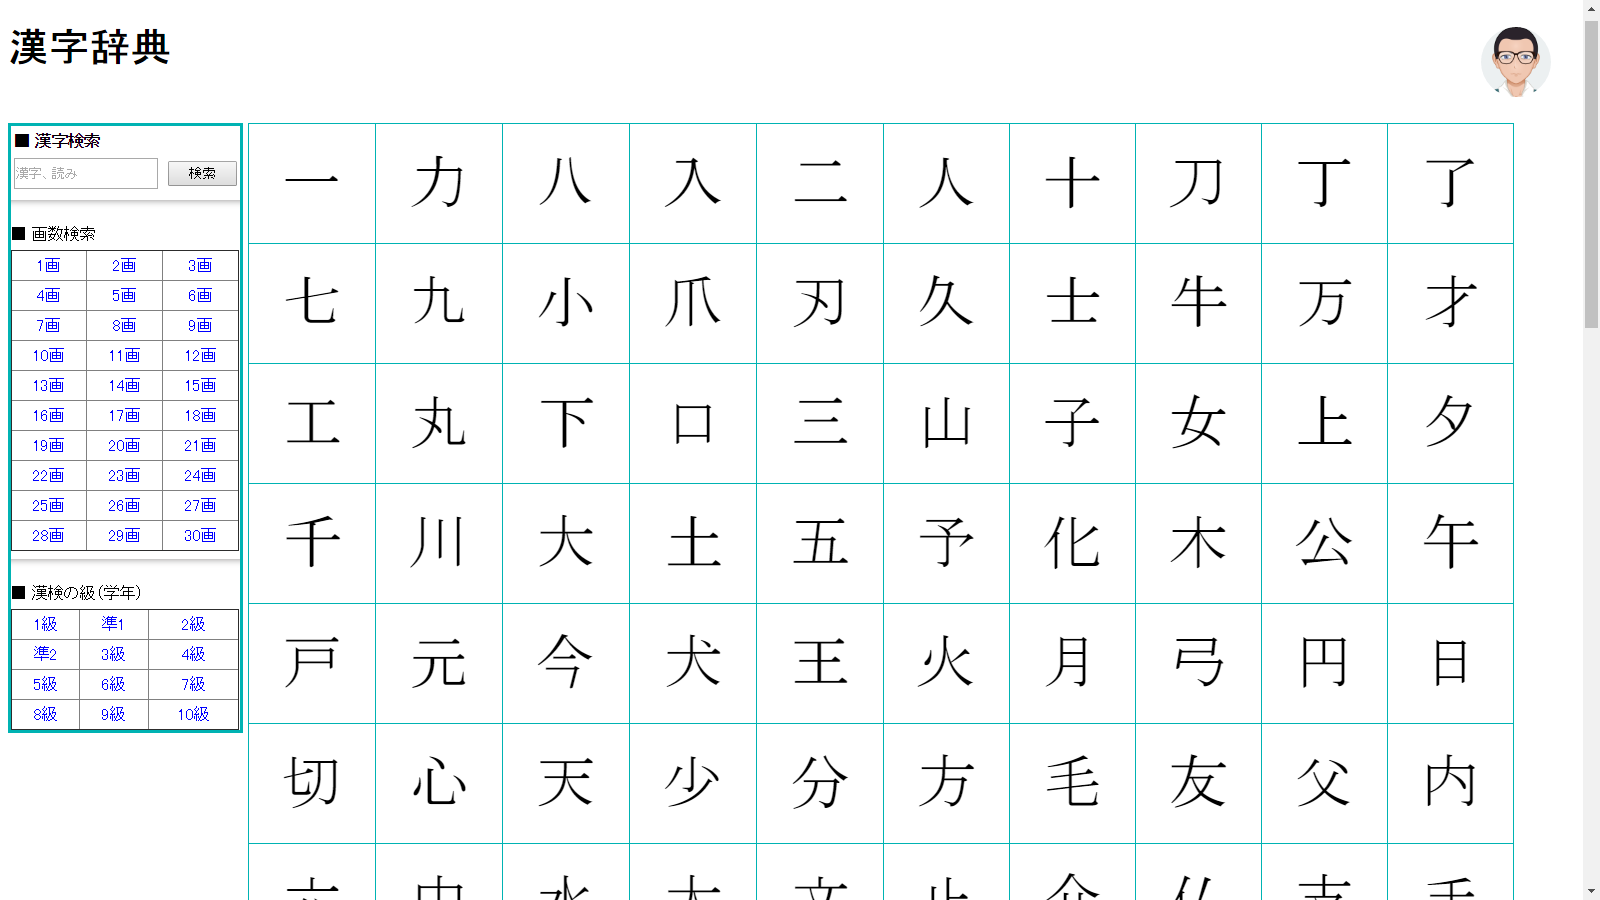 漢字辞典
■ 漢字検索
漢字、読み 検索
■ 画数検索
1画 2画 3画
4画 5画 6画
7画 8画 9画
10画 11画 12画
13画 14画 15画
16画 17画 18画
19画 20画 21画
22画 23画 24画
25画 26画 27画
28画 29画 30画
■ 漢検の級(学年)
1級 準1 2級
準2 3級 4級
5級 6級 7級
8級 9級 10級
一 力 八 入 二 人 十 刀 丁 了
七 九 小 爪 刃 久 士 牛 万 才
工 丸 下 口 三 山 子 女 上 夕
千 川 大 土 五 予 化 木 公 午
戸 元 今 犬 王 火 月 弓 円 日
切 心 天 少 分 方 毛 友 父 内